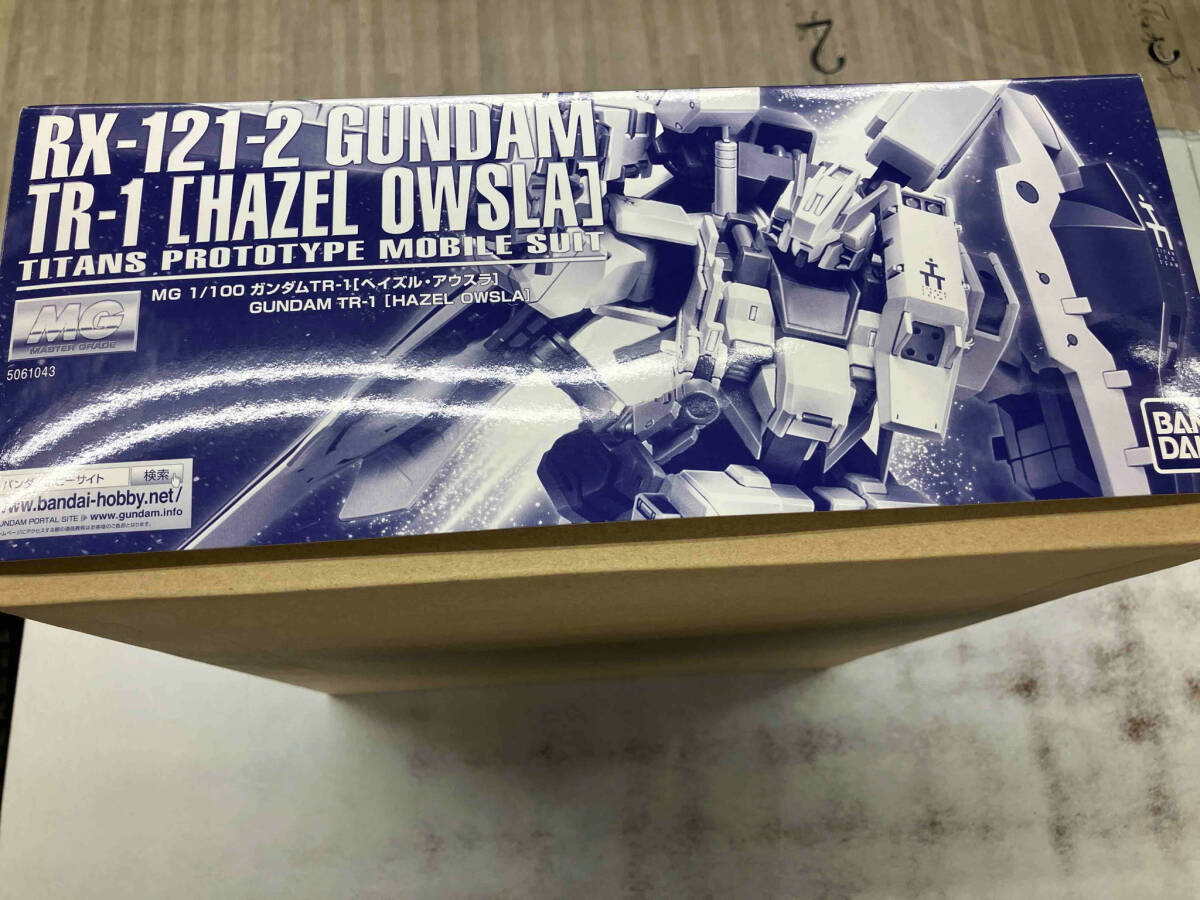 RX-121-2 GUNDAM
TR-1 [HAZEL OWSLA]
TITANS PROTOTYPE MOBILE SUIT
MG 1/100 ガンダムTR-1[ヘイズル・アウスラ]
GUNDAM TR-1 [HAZEL OWSLA]
MG
MASTER GRADE
5061043
検索
www.bandai-hobby.net/
GUNDAM PORTAL SITE www.gundam.info
BAN
DAI
2